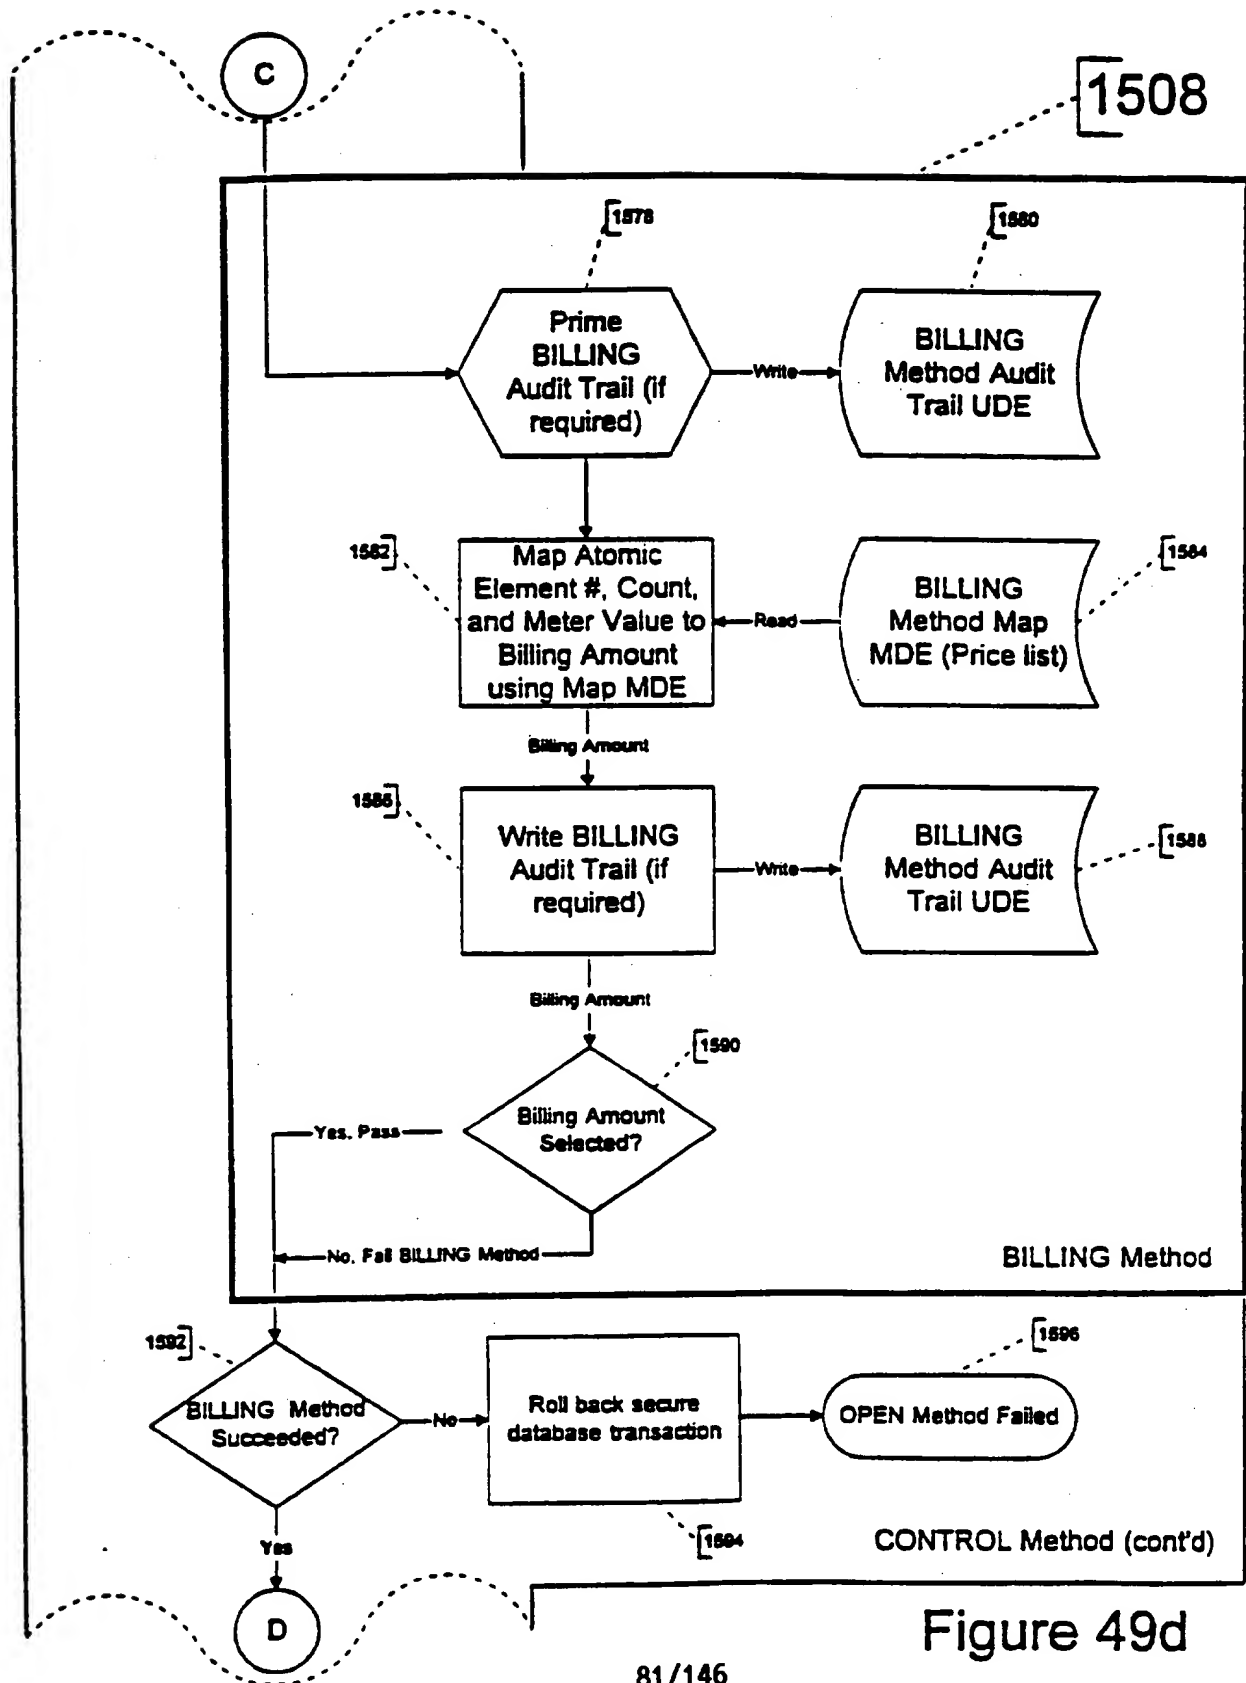 C
1508
1578
1580
Prime
BILLING
Audit Trail (if
required)
Write
BILLING
Method Audit
Trail UDE
1582
Map Atomic
Element #, Count,
and Meter Value to
Billing Amount
using Map MDE
Read
BILLING
Method Map
MDE (Price list)
1584
Billing Amount
1586
Write BILLING
Audit Trail (if
required)
Write
BILLING
Method Audit
Trail UDE
1588
Billing Amount
1590
Billing Amount
Selected?
Yes, Pass
No, Fail BILLING Method
BILLING Method
1592
BILLING Method
Succeeded?
No
Roll back secure
database transaction
1596
OPEN Method Failed
1594
Yes
CONTROL Method (cont'd)
D
Figure 49d
81/146